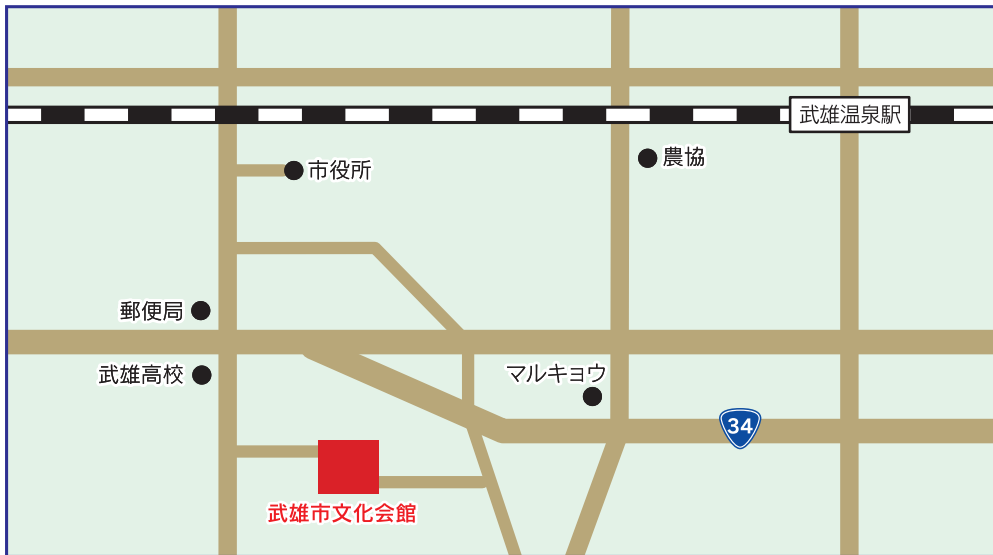 武雄温泉駅
農協
市役所
郵便局
武雄高校
マルキョウ
34
武雄市文化会館